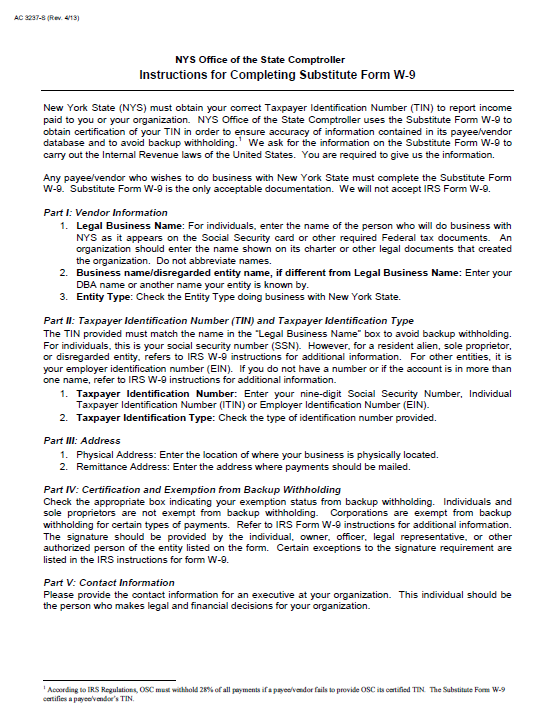 AC 3237-S (Rev. 4/13)
NYS Office of the State Comptroller
Instructions for Completing Substitute Form W-9
New York State (NYS) must obtain your correct Taxpayer Identification Number (TIN) to report income
paid to you or your organization. NYS Office of the State Comptroller uses the Substitute Form W-9 to
obtain certification of your TIN in order to ensure accuracy of information contained in its payee/vendor
database and to avoid backup withholding.1 We ask for the information on the Substitute Form W-9 to
carry out the Internal Revenue laws of the United States. You are required to give us the information.
Any payee/vendor who wishes to do business with New York State must complete the Substitute Form
W-9. Substitute Form W-9 is the only acceptable documentation. We will not accept IRS Form W-9.
Part I: Vendor Information
1. Legal Business Name: For individuals, enter the name of the person who will do business with
NYS as it appears on the Social Security card or other required Federal tax documents. An
organization should enter the name shown on its charter or other legal documents that created
the organization. Do not abbreviate names.
2. Business name/disregarded entity name, if different from Legal Business Name: Enter your
DBA name or another name your entity is known by.
3. Entity Type: Check the Entity Type doing business with New York State.
Part II: Taxpayer Identification Number (TIN) and Taxpayer Identification Type
The TIN provided must match the name in the "Legal Business Name" box to avoid backup withholding.
For individuals, this is your social security number (SSN). However, for a resident alien, sole proprietor,
or disregarded entity, refers to IRS W-9 instructions for additional information. For other entities, it is
your employer identification number (EIN). If you do not have a number or if the account is in more than
one name, refer to IRS W-9 instructions for additional information.
1. Taxpayer Identification Number: Enter your nine-digit Social Security Number, Individual
Taxpayer Identification Number (ITIN) or Employer Identification Number (EIN).
2. Taxpayer Identification Type: Check the type of identification number provided.
Part III: Address
1. Physical Address: Enter the location of where your business is physically located.
2. Remittance Address: Enter the address where payments should be mailed.
Part IV: Certification and Exemption from Backup Withholding
Check the appropriate box indicating your exemption status from backup withholding. Individuals and
sole proprietors are not exempt from backup withholding. Corporations are exempt from backup
withholding for certain types of payments. Refer to IRS Form W-9 instructions for additional information.
The signature should be provided by the individual, owner, officer, legal representative, or other
authorized person of the entity listed on the form. Certain exceptions to the signature requirement are
listed in the IRS instructions for form W-9.
Part V: Contact Information
Please provide the contact information for an executive at your organization. This individual should be
the person who makes legal and financial decisions for your organization.
1 According to IRS Regulations, OSC must withhold 28% of all payments if a payee/vendor fails to provide OSC its certified TIN. The Substitute Form W-9
certifies a payee/vendor's TIN.